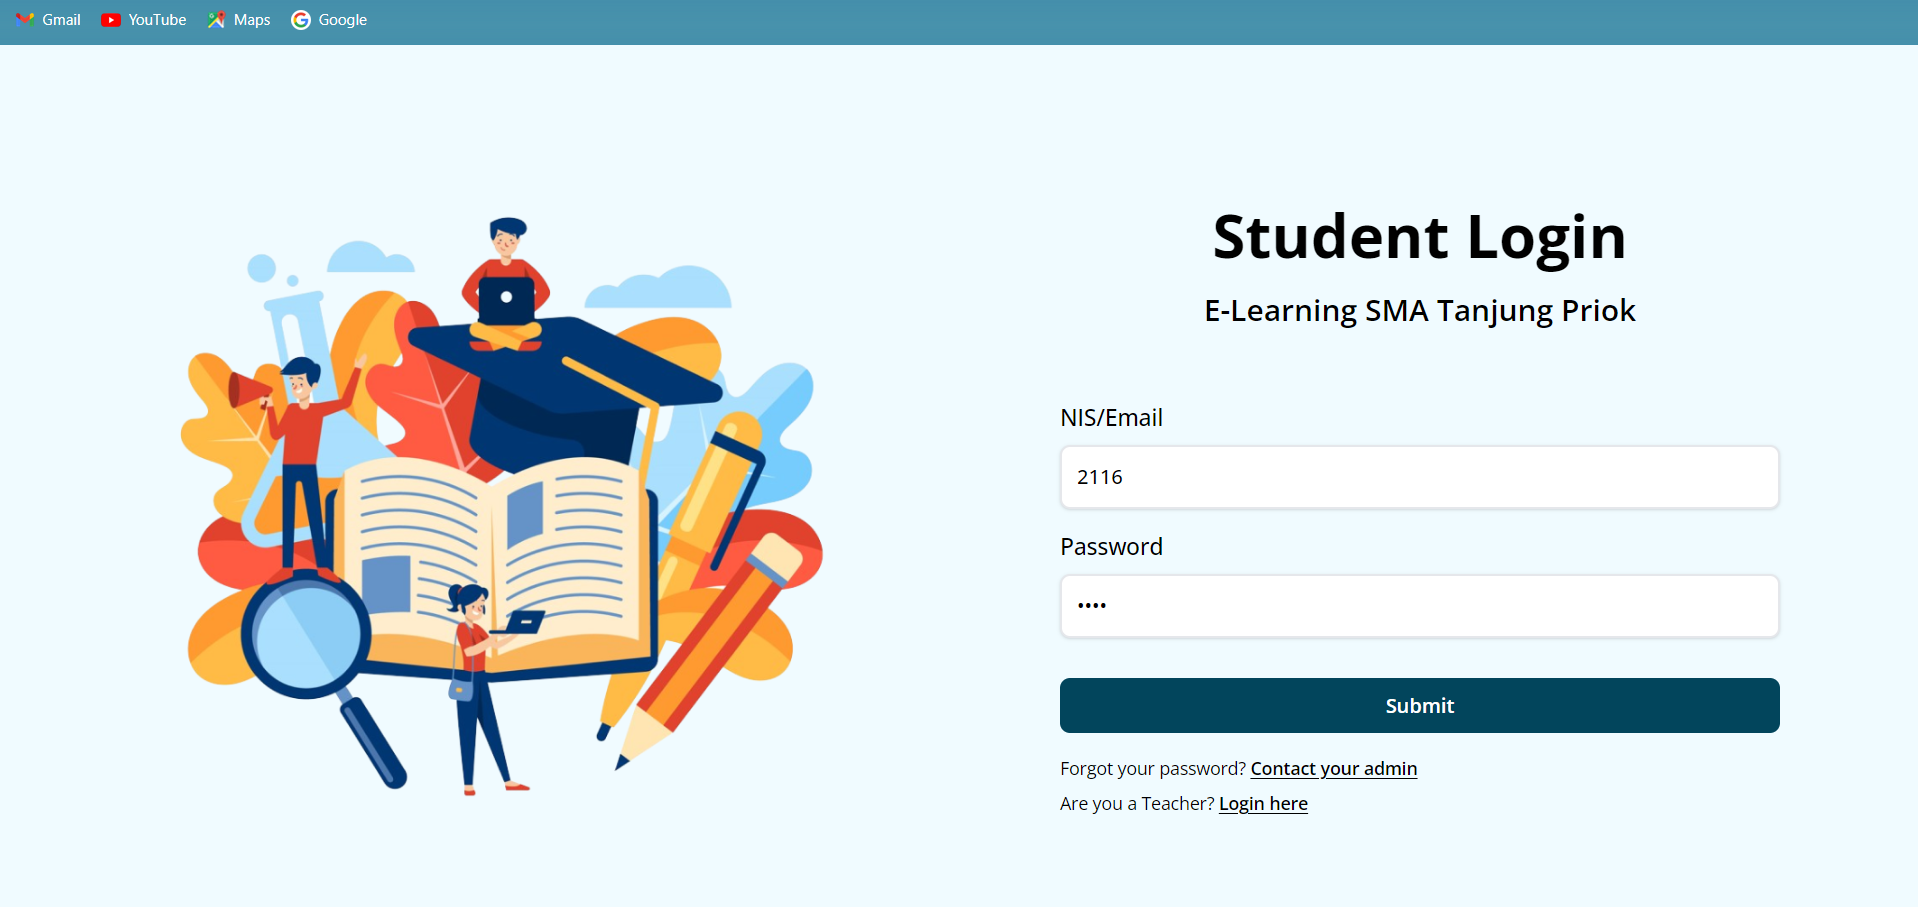 Gmail YouTube Maps Google
Student Login
E-Learning SMA Tanjung Priok
NIS/Email
2116
Password
••••
Submit
Forgot your password? Contact your admin
Are you a Teacher? Login here